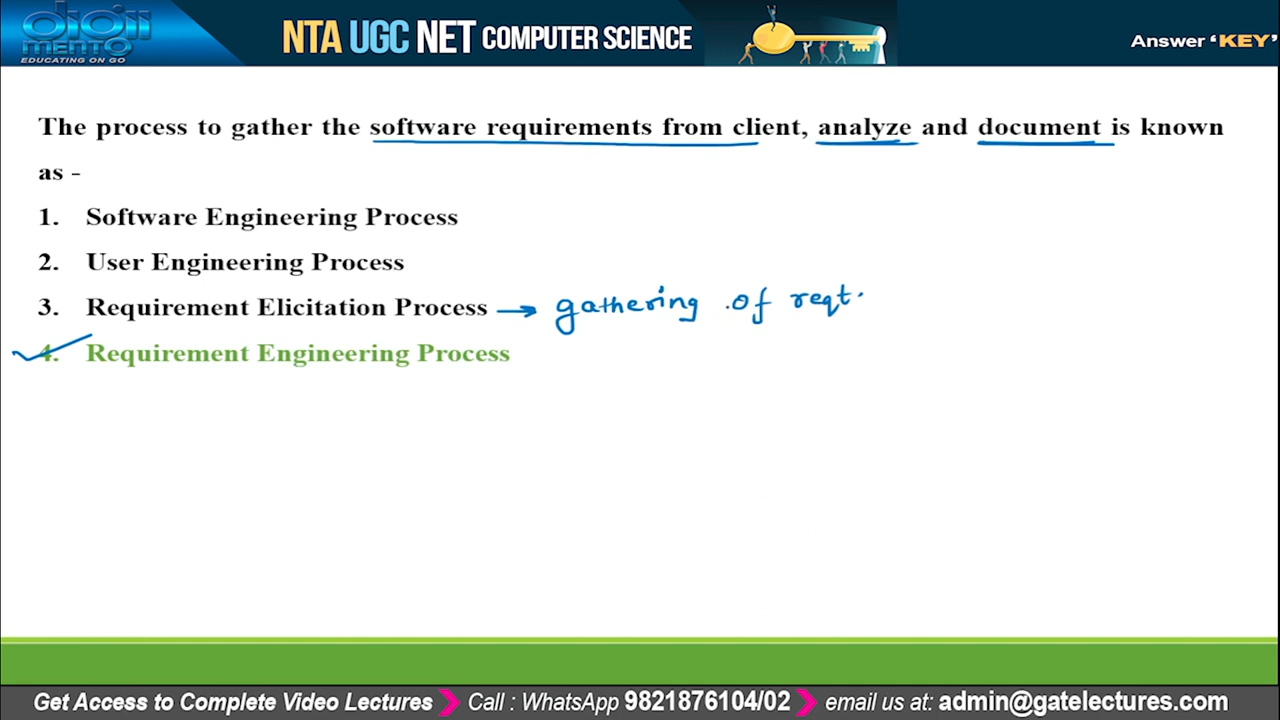 didii
MENTO
EDUCATING ON GO
NTA UGC NET COMPUTER SCIENCE
Answer ‘KEY’
The process to gather the software requirements from client, analyze and document is known
as -
1. Software Engineering Process
2. User Engineering Process
3. Requirement Elicitation Process → gathering of reqt.
4. Requirement Engineering Process
Get Access to Complete Video Lectures Call : WhatsApp 9821876104/02 email us at: admin@gatelectures.com